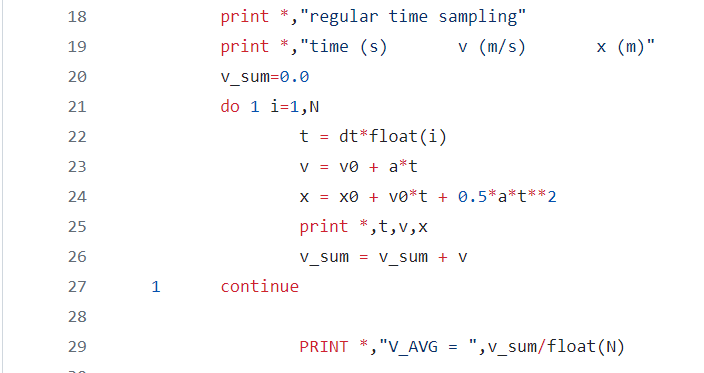 18 print *,"regular time sampling"
19 print *,"time (s) v (m/s) x (m)"
20 v_sum=0.0
21 do 1 i=1,N
22 t = dt*float(i)
23 v = v0 + a*t
24 x = x0 + v0*t + 0.5*a*t**2
25 print *,t,v,x
26 v_sum = v_sum + v
27 1 continue
28
29 PRINT *,"V_AVG = ",v_sum/float(N)